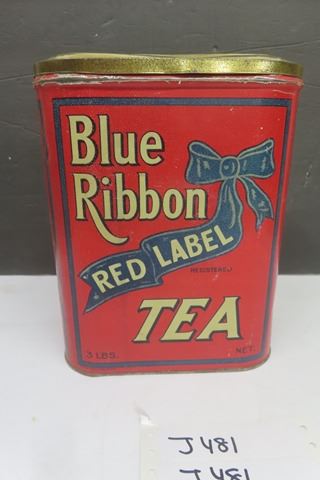 Blue
Ribbon
RED LABEL
REGISTERED
TEA
3 LBS. NET.
J481
J481